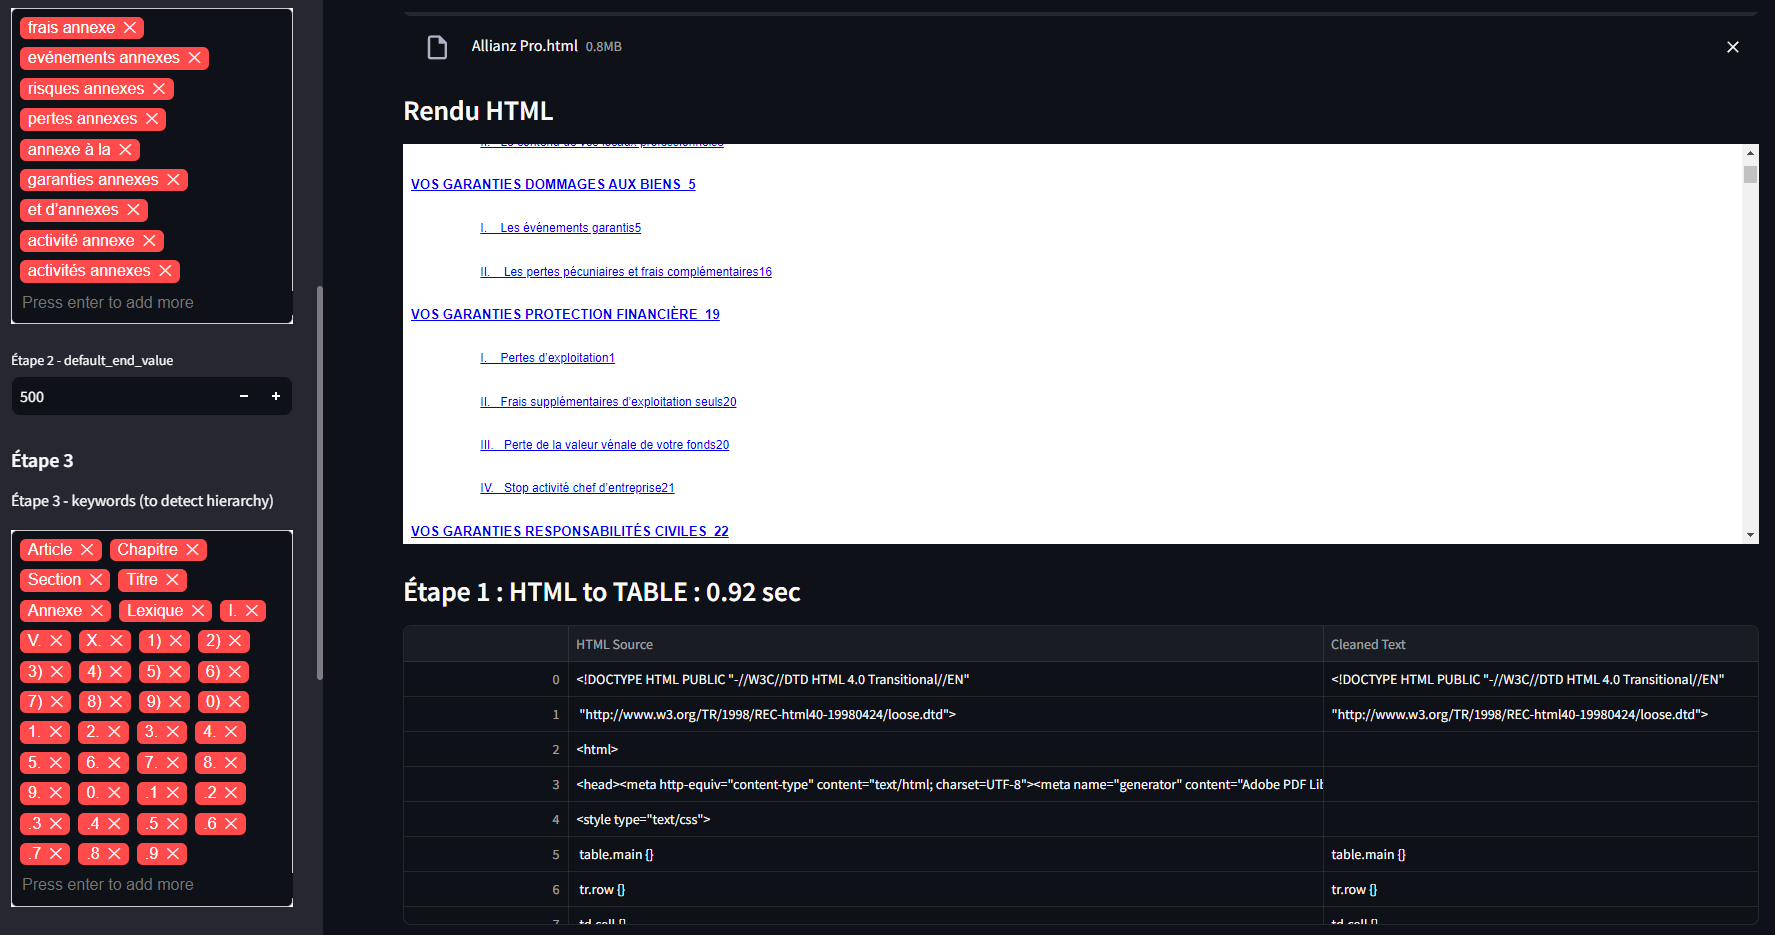 frais annexe
evénements annexes
risques annexes
pertes annexes
annexe à la
garanties annexes
et d'annexes
activité annexe
activités annexes
Press enter to add more
Étape 2 - default_end_value
500
Étape 3
Étape 3 - keywords (to detect hierarchy)
Article Chapitre
Section Titre
Annexe Lexique I.
V. X. 1) 2)
3) 4) 5) 6)
7) 8) 9) 0)
1. 2. 3. 4.
5. 6. 7. 8.
9. 0. .1 .2
.3 .4 .5 .6
.7 .8 .9
Press enter to add more
Allianz Pro.html 0.8MB
Rendu HTML
II. Le contenu de vos locaux professionnels
VOS GARANTIES DOMMAGES AUX BIENS 5
I. Les événements garantis5
II. Les pertes pécuniaires et frais complémentaires16
VOS GARANTIES PROTECTION FINANCIÈRE 19
I. Pertes d'exploitation1
II. Frais supplémentaires d'exploitation seuls20
III. Perte de la valeur vénale de votre fonds20
IV. Stop activité chef d'entreprise21
VOS GARANTIES RESPONSABILITÉS CIVILES 22
Étape 1 : HTML to TABLE : 0.92 sec
HTML Source Cleaned Text
0 <!DOCTYPE HTML PUBLIC "-//W3C//DTD HTML 4.0 Transitional//EN" <!DOCTYPE HTML PUBLIC "-//W3C//DTD HTML 4.0 Transitional//EN"
1 "http://www.w3.org/TR/1998/REC-html40-19980424/loose.dtd"> "http://www.w3.org/TR/1998/REC-html40-19980424/loose.dtd">
2 <html>
3 <head><meta http-equiv="content-type" content="text/html; charset=UTF-8"><meta name="generator" content="Adobe PDF Lib
4 <style type="text/css">
5 table.main {} table.main {}
6 tr.row {} tr.row {}
7 td.cell {} td.cell {}